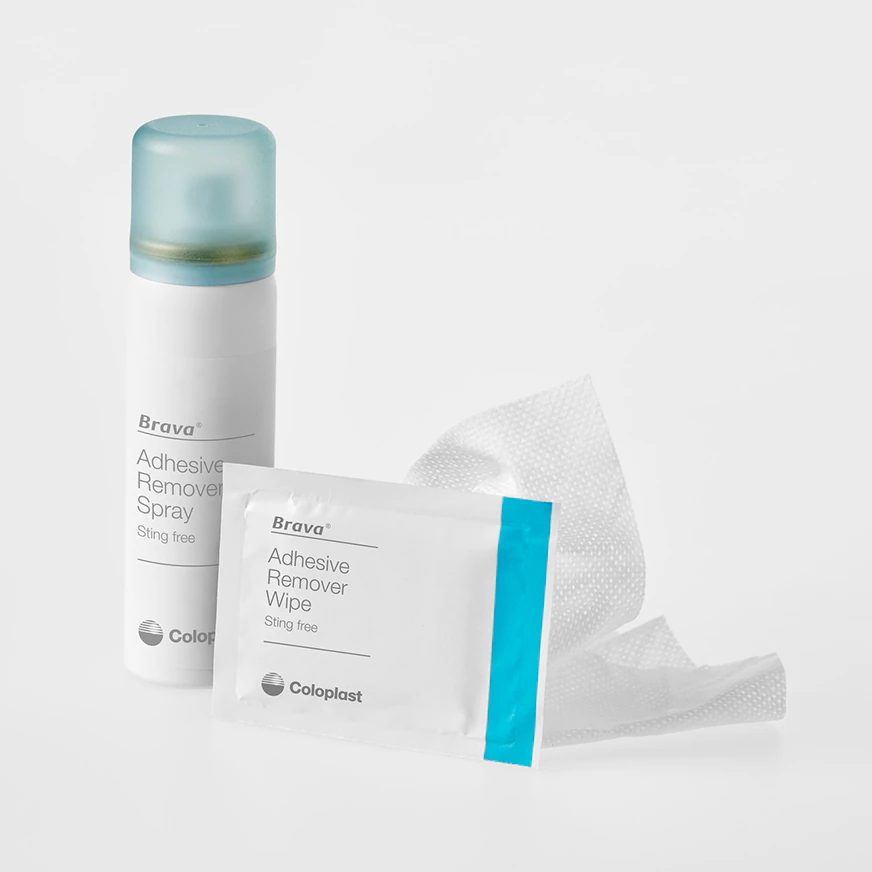 Brava®
Adhesive
Remover
Spray
Sting free
Brava®
Adhesive
Remover
Wipe
Sting free
Coloplast